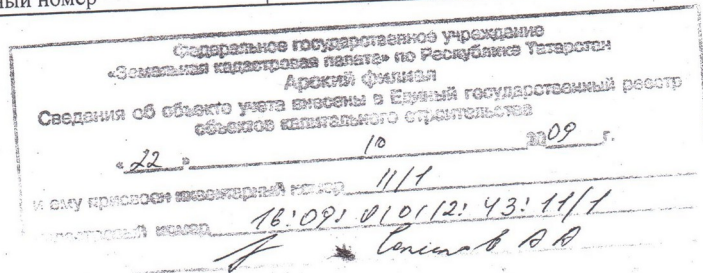 ный номер
Федеральное государственное учреждение
«Земельная кадастровая палата» по Республике Татарстан
Арский филиал
Сведения об объекте учета внесены в Единый государственный реестр
объектов капитального строительства
« 22 » 10 2009 г.
и ему присвоен инвентарный номер 11/1
кадастровый номер 16:09:010112:43:11/1